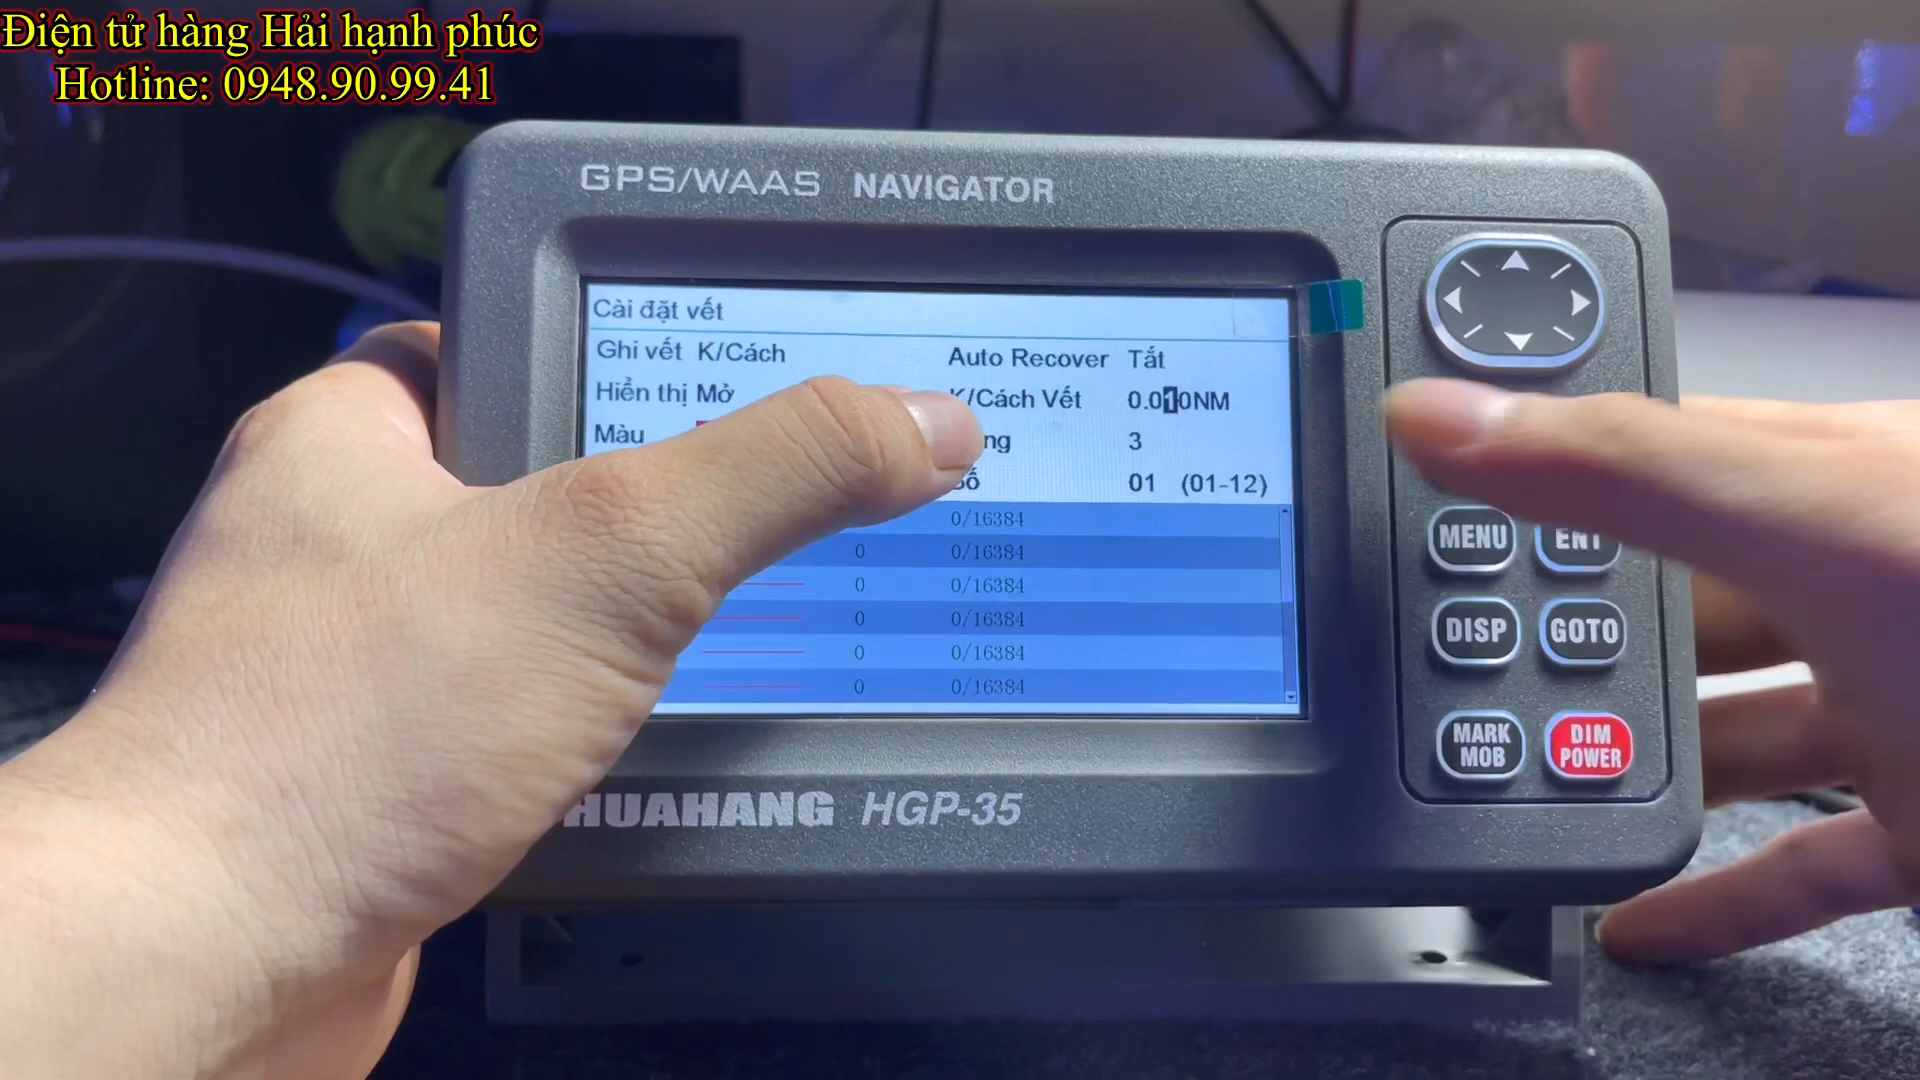 Điện tử hàng Hải hạnh phúc
Hotline: 0948.90.99.41
GPS/WAAS NAVIGATOR
Cài đặt vết
Ghi vết K/Cách Auto Recover Tắt
Hiển thị Mở K/Cách Vết 0.010NM
Màu 3
01 (01-12)
0/16384
0 0/16384
0 0/16384
0 0/16384
0 0/16384
0 0/16384
MENU ENT
DISP GOTO
MARK MOB
DIM POWER
HUAHANG HGP-35